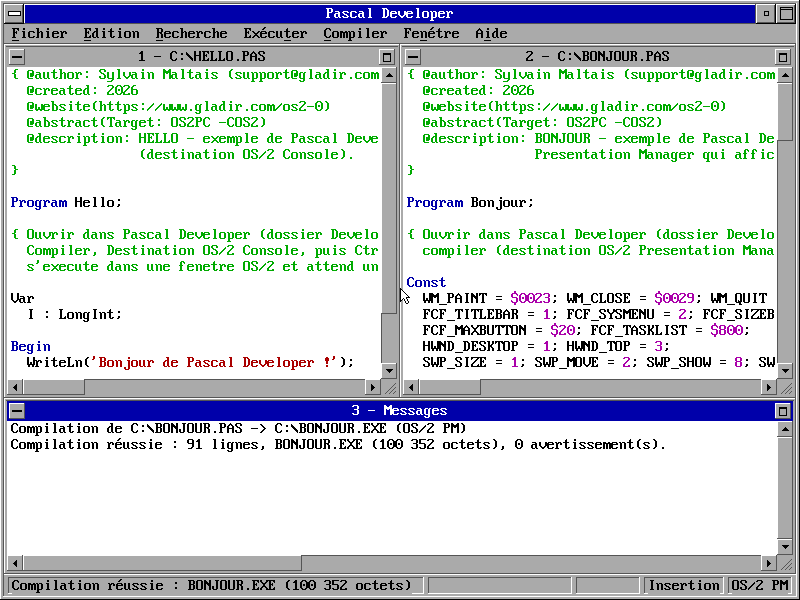 Pascal Developer
Fichier Edition Recherche Exécuter Compiler Fenêtre Aide
1 - C:\HELLO.PAS
{ @author: Sylvain Maltais (support@gladir.com
@created: 2026
@website(https://www.gladir.com/os2-0)
@abstract(Target: OS2PC -COS2)
@description: HELLO - exemple de Pascal Deve
(destination OS/2 Console).
}
Program Hello;
{ Ouvrir dans Pascal Developer (dossier Develo
Compiler, Destination OS/2 Console, puis Ctr
s'execute dans une fenetre OS/2 et attend un
Var
I : LongInt;
Begin
WriteLn('Bonjour de Pascal Developer !');
2 - C:\BONJOUR.PAS
{ @author: Sylvain Maltais (support@gladir.com
@created: 2026
@website(https://www.gladir.com/os2-0)
@abstract(Target: OS2PC -COS2)
@description: BONJOUR - exemple de Pascal De
Presentation Manager qui affic
}
Program Bonjour;
{ Ouvrir dans Pascal Developer (dossier Develo
compiler (destination OS/2 Presentation Mana
Const
WM_PAINT = $0023; WM_CLOSE = $0029; WM_QUIT
FCF_TITLEBAR = 1; FCF_SYSMENU = 2; FCF_SIZEB
FCF_MAXBUTTON = $20; FCF_TASKLIST = $800;
HWND_DESKTOP = 1; HWND_TOP = 3;
SWP_SIZE = 1; SWP_MOVE = 2; SWP_SHOW = 8; SW
3 - Messages
Compilation de C:\BONJOUR.PAS -> C:\BONJOUR.EXE (OS/2 PM)
Compilation réussie : 91 lignes, BONJOUR.EXE (100 352 octets), 0 avertissement(s).
Compilation réussie : BONJOUR.EXE (100 352 octets) Insertion OS/2 PM